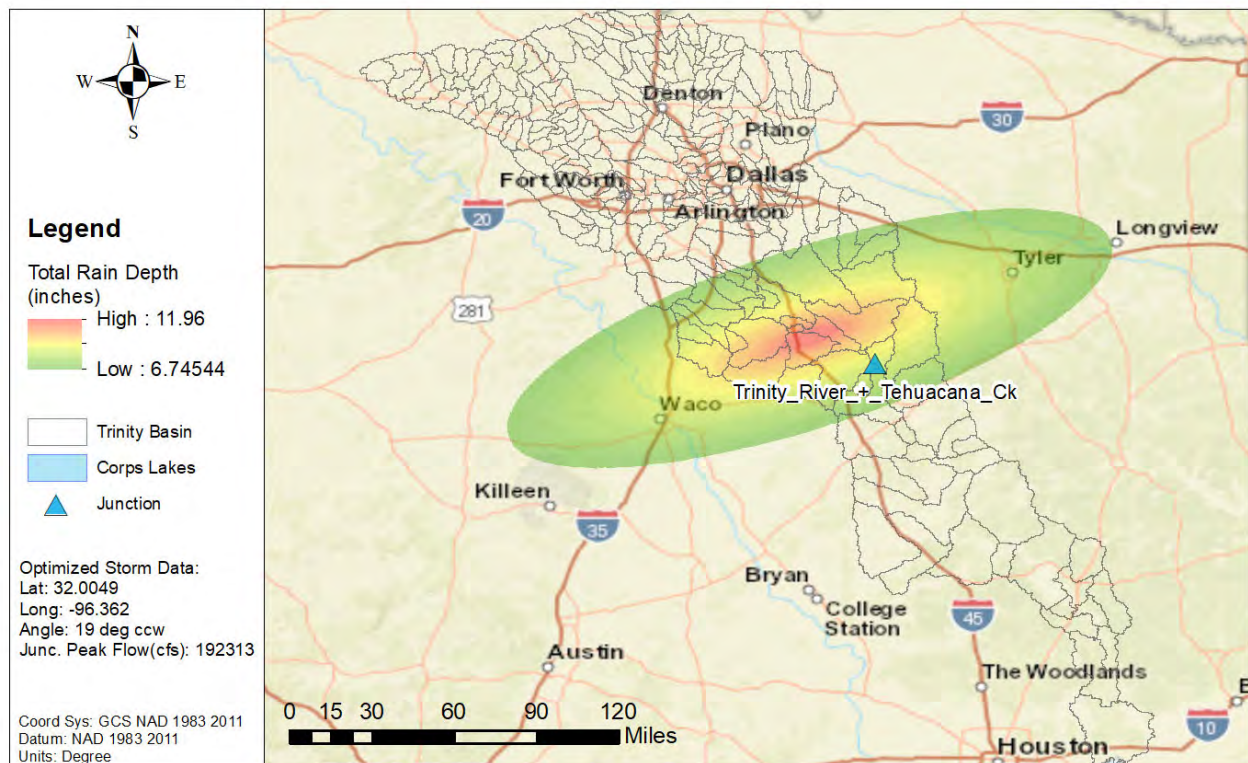 N
W E
S
Legend
Total Rain Depth
(inches)
High : 11.96
Low : 6.74544
Trinity Basin
Corps Lakes
Junction
Optimized Storm Data:
Lat: 32.0049
Long: -96.362
Angle: 19 deg ccw
Junc. Peak Flow(cfs): 192313
Coord Sys: GCS NAD 1983 2011
Datum: NAD 1983 2011
Units: Degree
Denton
30
Plano
Dallas
Fort Worth
20
Arlington
Longview
Tyler
281
Trinity_River_+_Tehuacana_Ck
Waco
Killeen
35
Bryan
College
Station
45
Austin
The Woodlands
B
10
0 15 30 60 90 120
Miles
Houston